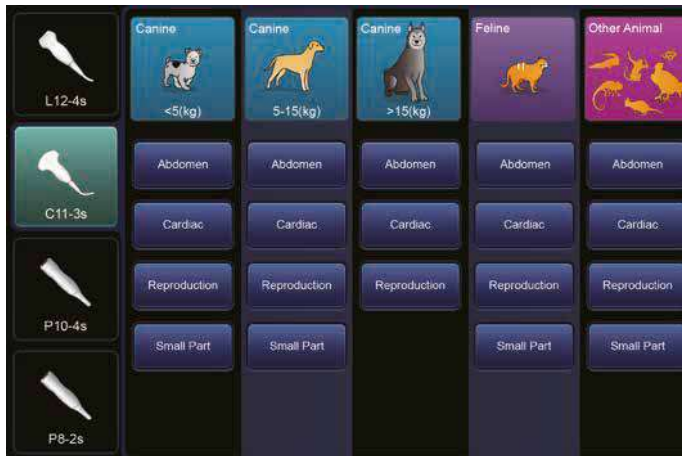 L12-4s
C11-3s
P10-4s
P8-2s
Canine Canine Canine Feline Other Animal
<5(kg) 5-15(kg) >15(kg)
Abdomen Abdomen Abdomen Abdomen Abdomen
Cardiac Cardiac Cardiac Cardiac Cardiac
Reproduction Reproduction Reproduction Reproduction Reproduction
Small Part Small Part Small Part Small Part